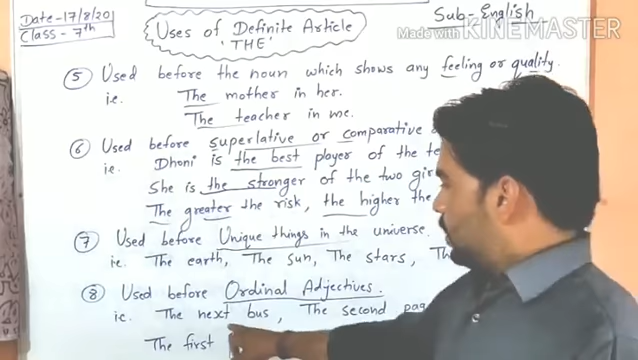 Date-17/8/201
Class - 7th
Uses of Definite Article
'THE'
Sub- English
Made with KINEMASTER
⑤ Used before the noun which shows any feeling or quality.
ie. The mother in her.
The teacher in me.
⑥ Used before superlative or comparative
ie. Dhoni is the best player of the
She is the stronger of the two
The greater the risk, the higher the
⑦ Used before Unique things in the universe.
ie. The earth, The sun, The stars,
⑧ Used before Ordinal Adjectives.
ie. The next bus, The second
The first